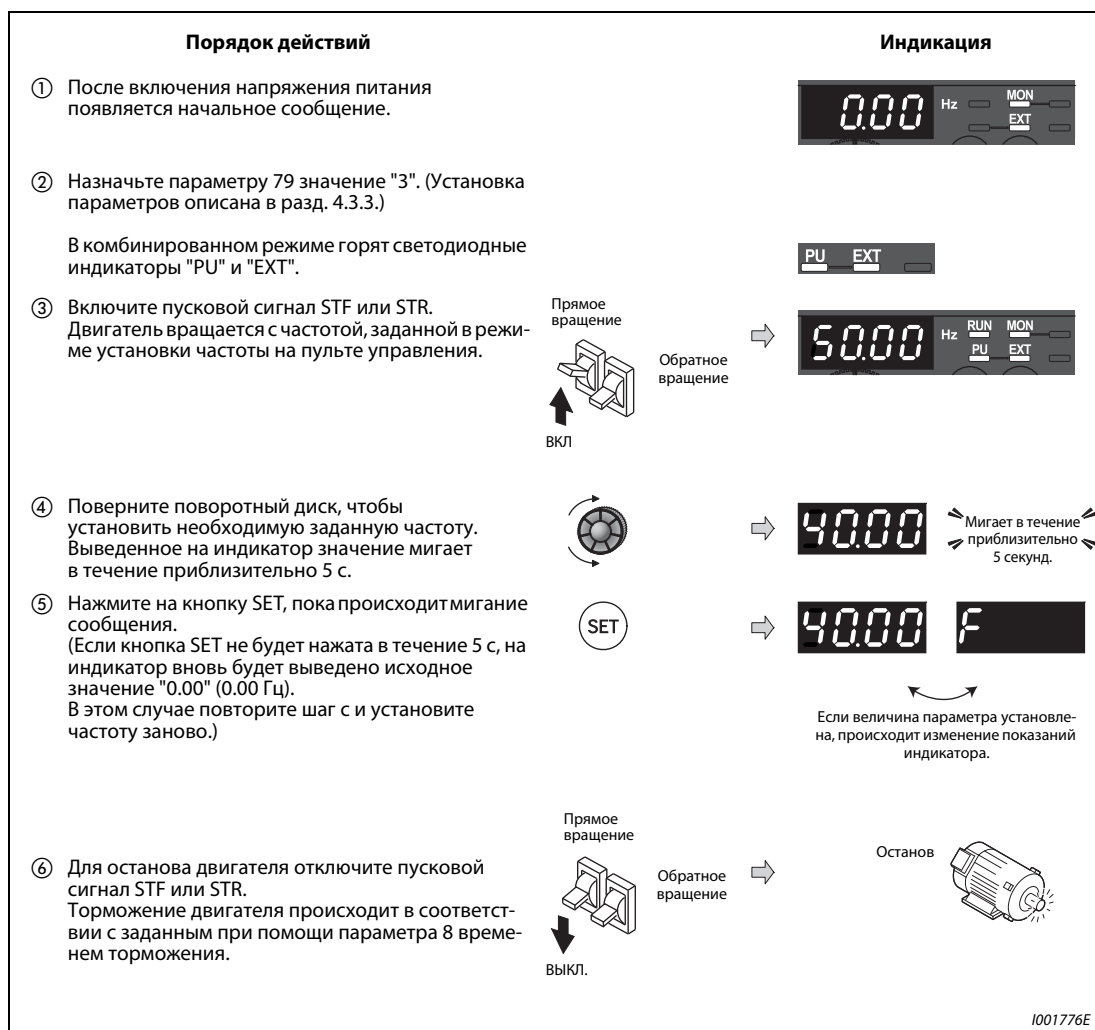 Порядок действий
Индикация
① После включения напряжения питания
появляется начальное сообщение.
0.00 Hz MON
EXT
② Назначьте параметру 79 значение "3". (Установка
параметров описана в разд. 4.3.3.)
В комбинированном режиме горят светодиодные
индикаторы "PU" и "EXT".
PU EXT
③ Включите пусковой сигнал STF или STR.
Двигатель вращается с частотой, заданной в режи-
ме установки частоты на пульте управления.
Прямое
вращение
Обратное
вращение
ВКЛ
50.00 Hz RUN MON
PU EXT
④ Поверните поворотный диск, чтобы
установить необходимую заданную частоту.
Выведенное на индикатор значение мигает
в течение приблизительно 5 с.
40.00
Мигает в течение
приблизительно
5 секунд.
⑤ Нажмите на кнопку SET, пока происходит мигание
сообщения.
(Если кнопка SET не будет нажата в течение 5 с, на
индикатор вновь будет выведено исходное
значение "0.00" (0.00 Гц).
В этом случае повторите шаг с и установите
частоту заново.)
SET
40.00 F
Если величина параметра установле-
на, происходит изменение показаний
индикатора.
⑥ Для останова двигателя отключите пусковой
сигнал STF или STR.
Торможение двигателя происходит в соответст-
вии с заданным при помощи параметра 8 време-
нем торможения.
Прямое
вращение
Обратное
вращение
ВЫКЛ.
Останов
I001776E